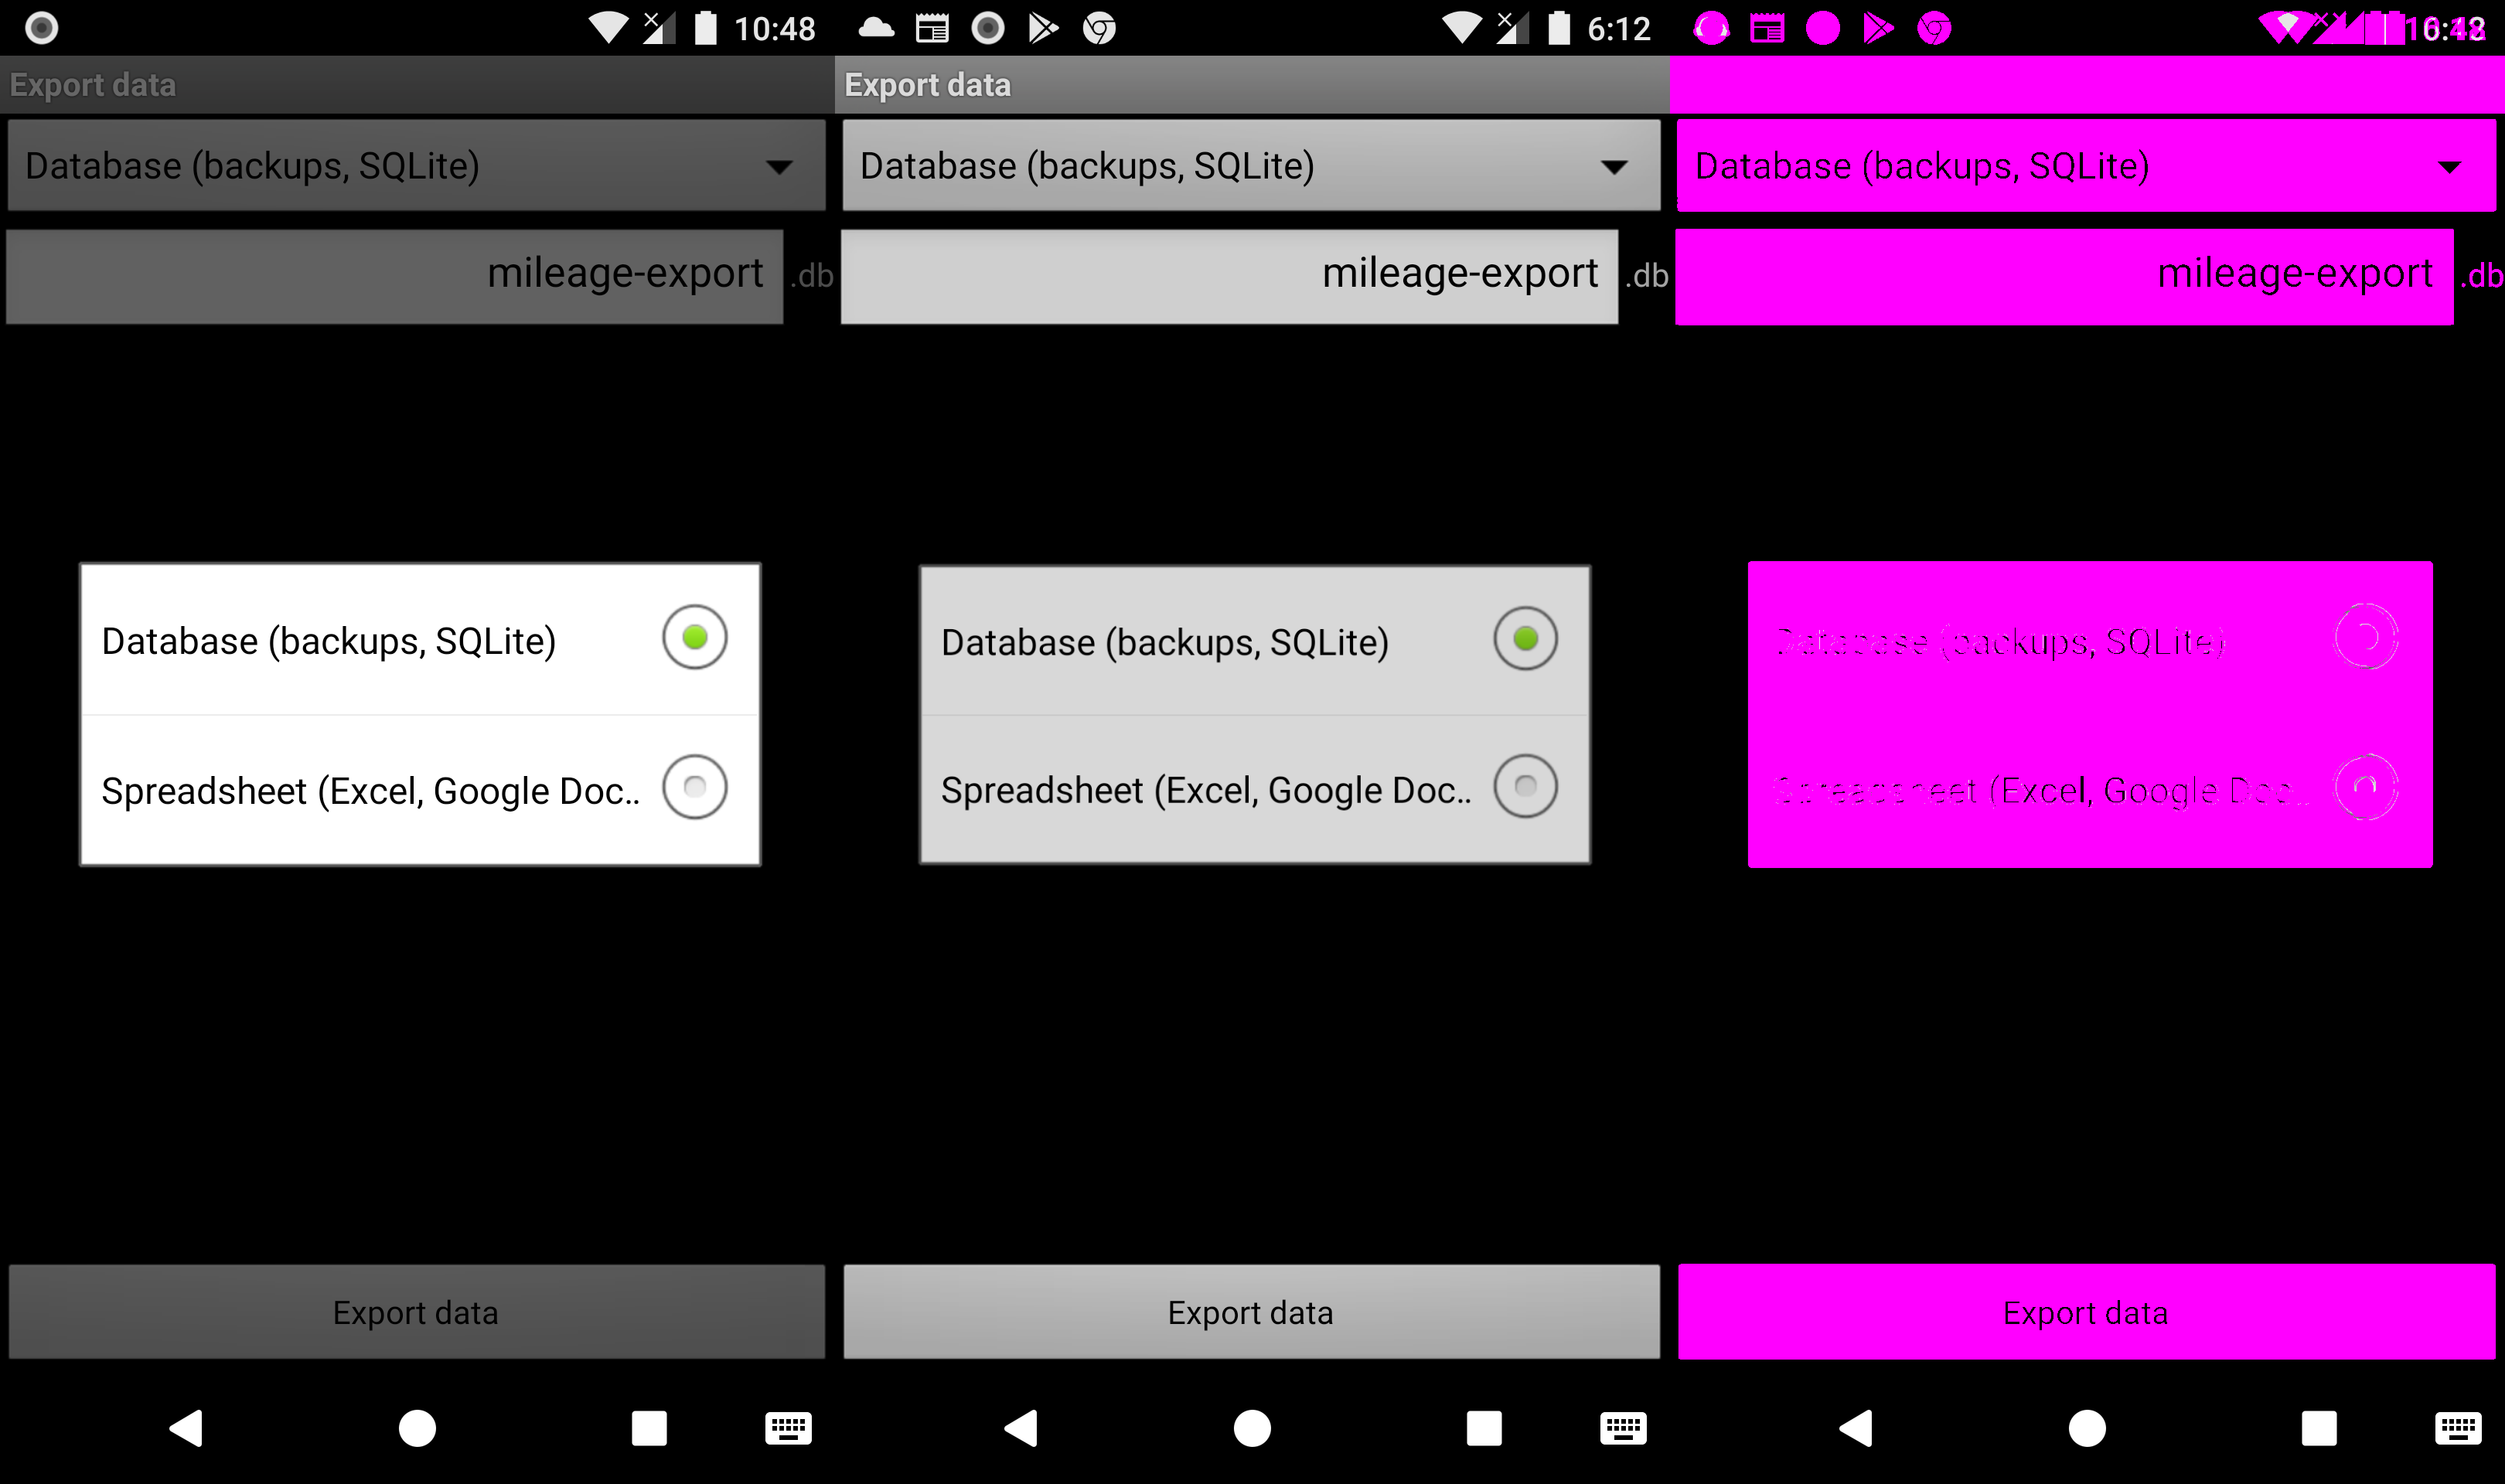 10:48
Export data
Database (backups, SQLite)
mileage-export .db
Database (backups, SQLite)
Spreadsheet (Excel, Google Doc..
Export data
6:12
Export data
Database (backups, SQLite)
mileage-export .db
Database (backups, SQLite)
Spreadsheet (Excel, Google Doc..
Export data
Database (backups, SQLite)
mileage-export .db
Database (backups, SQLite)
Spreadsheet (Excel, Google Doc..
Export data